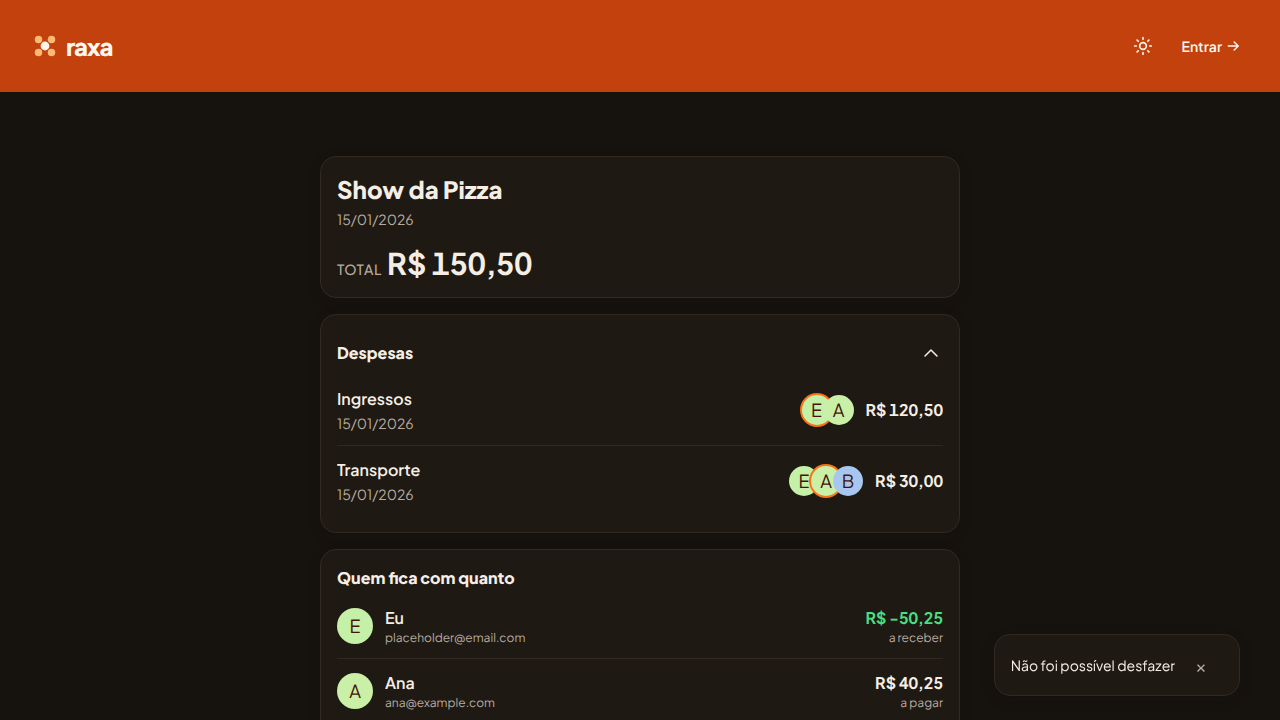 raxa
Entrar →
Show da Pizza
15/01/2026
TOTAL R$ 150,50
Despesas
Ingressos
15/01/2026
E A R$ 120,50
Transporte
15/01/2026
E A B R$ 30,00
Quem fica com quanto
E
Eu
placeholder@email.com
R$ -50,25
a receber
A
Ana
ana@example.com
R$ 40,25
a pagar
Não foi possível desfazer ×